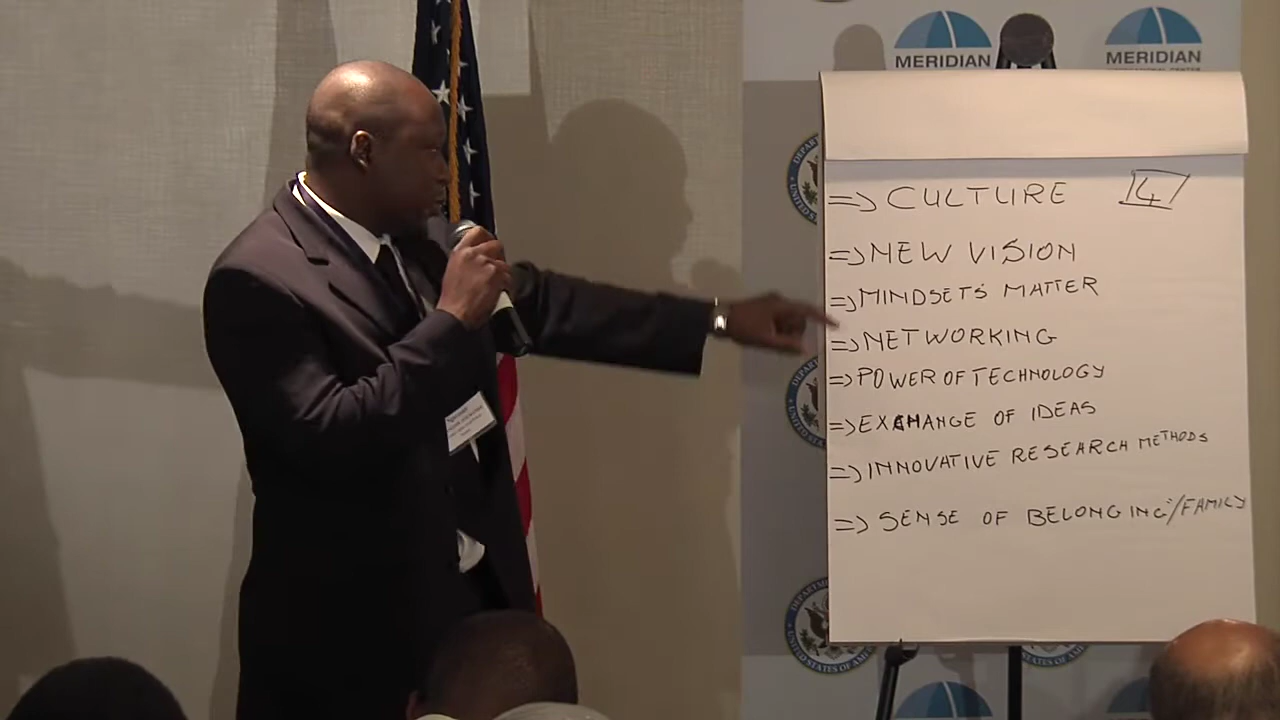 MERIDIAN
MERIDIAN
=> CULTURE 4
=> NEW VISION
=> MINDSETS MATTER
=> NETWORKING
=> POWER OF TECHNOLOGY
=> EXCHANGE OF IDEAS
=> INNOVATIVE RESEARCH METHODS
=> SENSE OF BELONGING/FAMILY